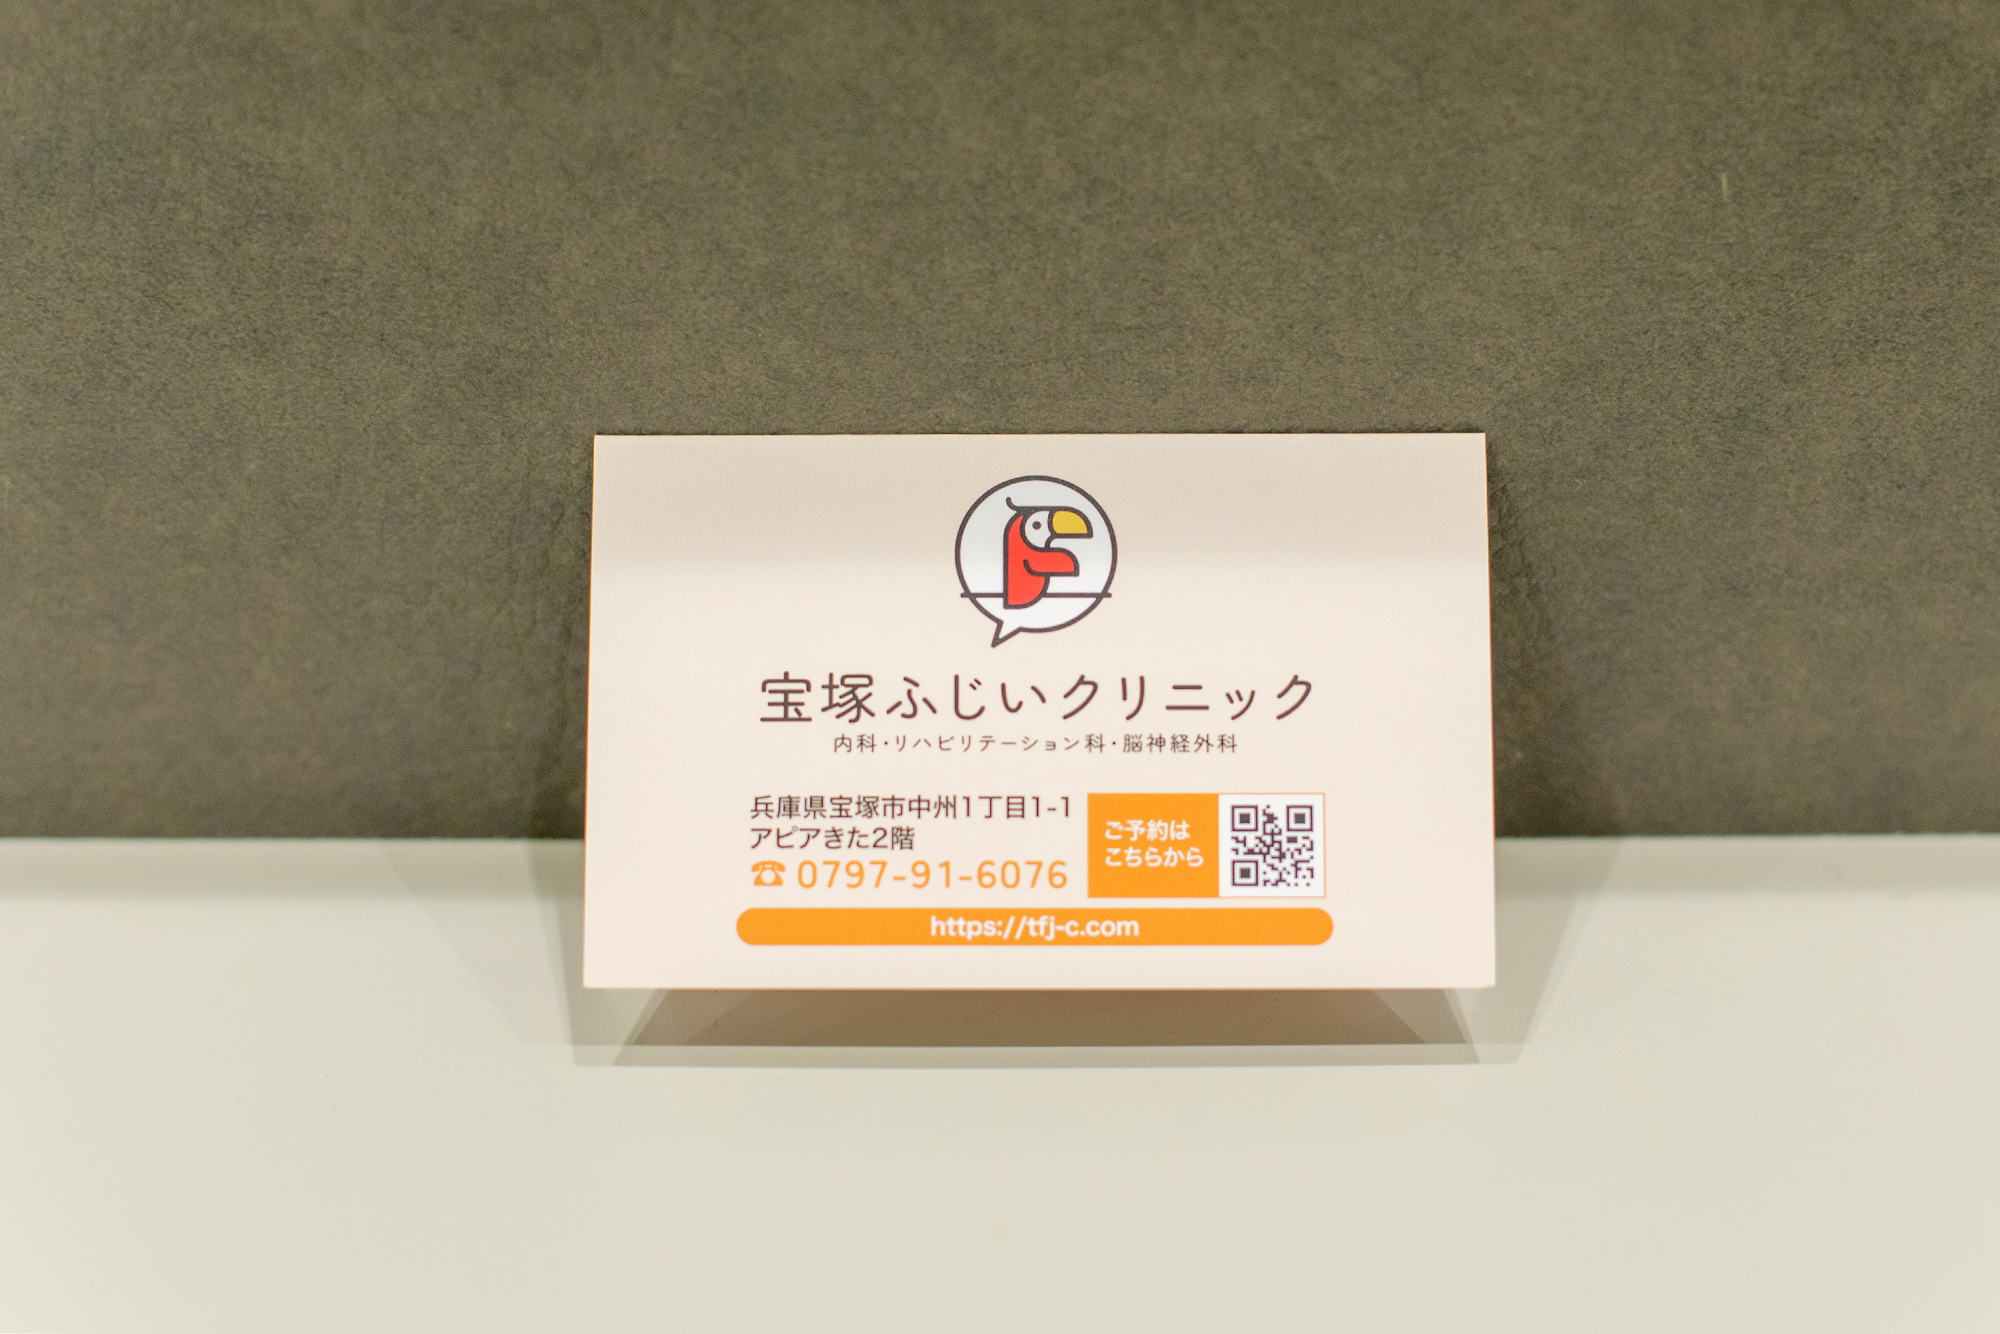 宝塚ふじいクリニック
内科・リハビリテーション科・脳神経外科
兵庫県宝塚市中州1丁目1-1
アピアきた2階
☎ 0797-91-6076
ご予約は
こちらから
https://tfj-c.com